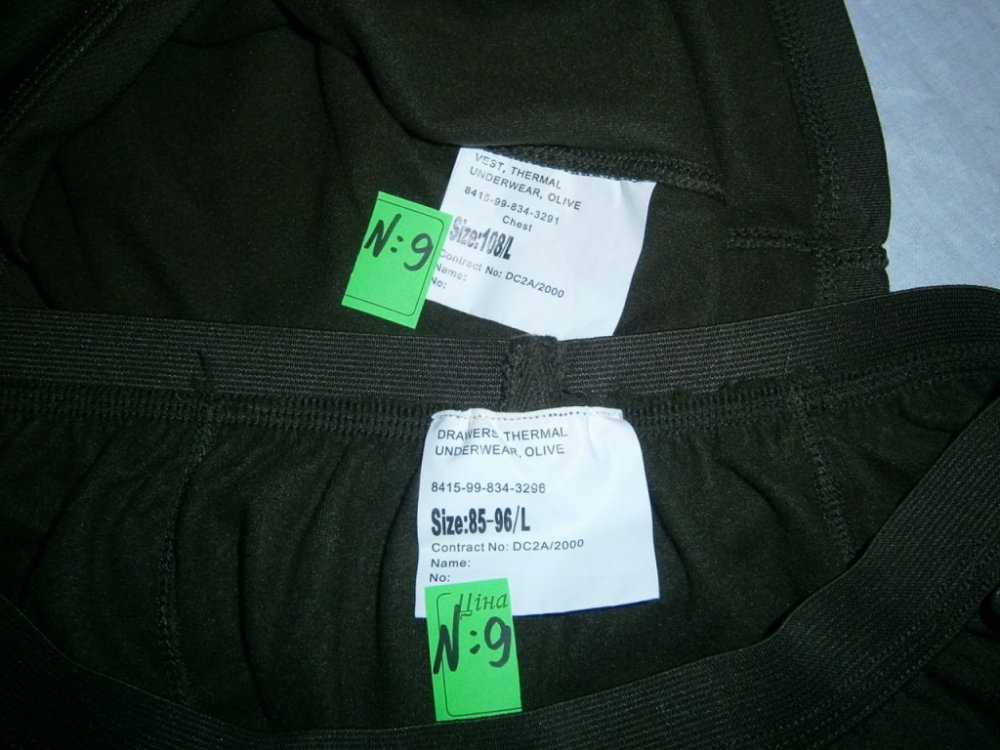 VEST, THERMAL
UNDERWEAR, OLIVE
8415-99-834-3291
Chest
Size:108/L
Contract No: DC2A/2000
Name:
No:
N:9
DRAWERS THERMAL
UNDERWEAR, OLIVE
8415-99-834-3296
Size:85-96/L
Contract No: DC2A/2000
Name:
No:
Ціна
N:9